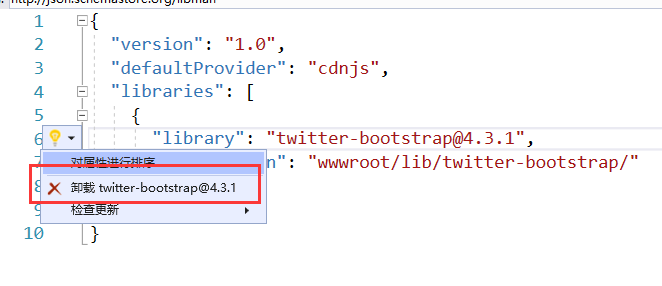 http://json.schemastore.org/libman
1 {
2 "version": "1.0",
3 "defaultProvider": "cdnjs",
4 "libraries": [
5 {
6 "library": "twitter-bootstrap@4.3.1",
7 n": "wwwroot/lib/twitter-bootstrap/"
对属性进行排序
8
卸载 twitter-bootstrap@4.3.1
9
检查更新
10 }